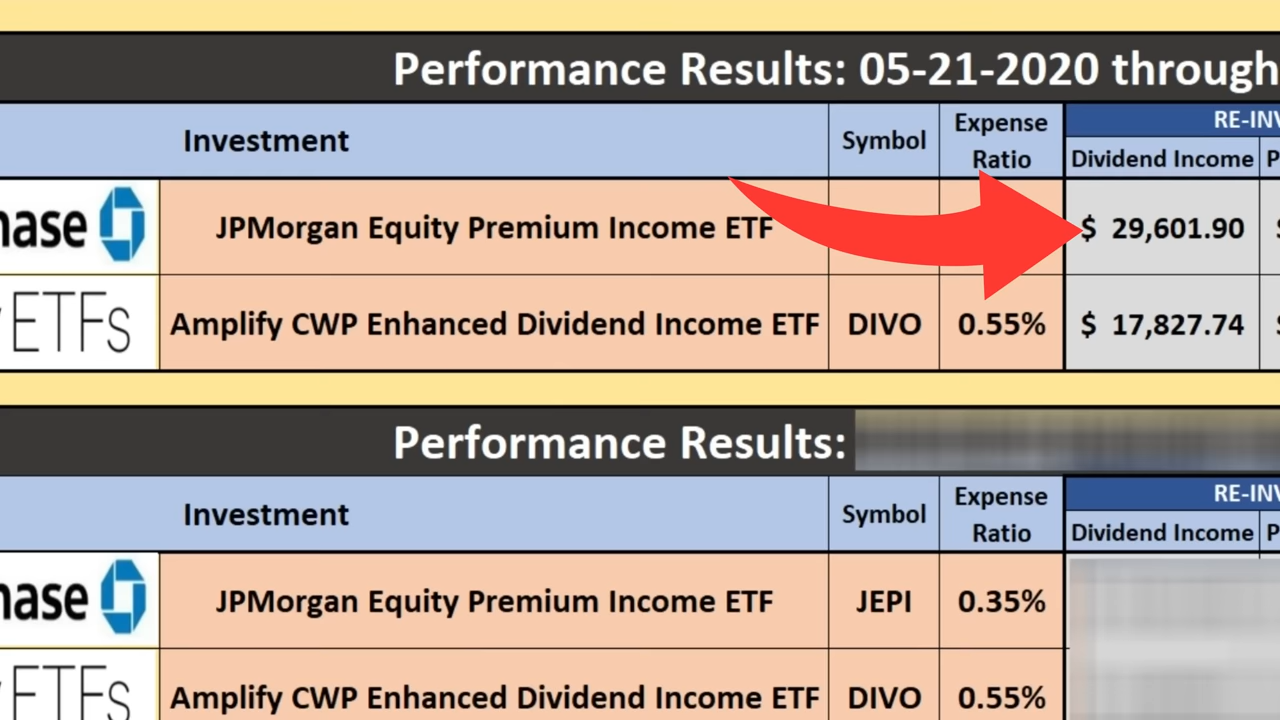 Performance Results: 05-21-2020 through
Investment
Symbol
Expense
Ratio
RE-INV
Dividend Income
P
hase
JPMorgan Equity Premium Income ETF
$ 29,601.90
$
ETFs
Amplify CWP Enhanced Dividend Income ETF
DIVO
0.55%
$ 17,827.74
$
Performance Results:
Investment
Symbol
Expense
Ratio
RE-INV
Dividend Income
P
hase
JPMorgan Equity Premium Income ETF
JEPI
0.35%
ETFs
Amplify CWP Enhanced Dividend Income ETF
DIVO
0.55%